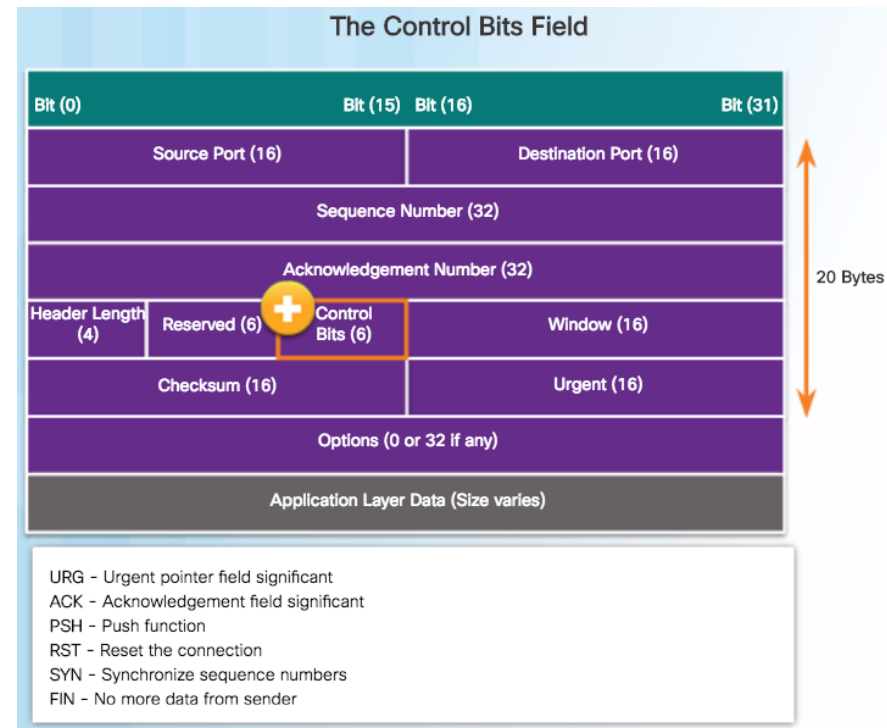 The Control Bits Field
Bit (0) Bit (15) Bit (16) Bit (31)
Source Port (16) Destination Port (16)
Sequence Number (32)
Acknowledgement Number (32)
20 Bytes
Header Length
(4)
Reserved (6)
Control
Bits (6)
Window (16)
Checksum (16) Urgent (16)
Options (0 or 32 if any)
Application Layer Data (Size varies)
URG - Urgent pointer field significant
ACK - Acknowledgement field significant
PSH - Push function
RST - Reset the connection
SYN - Synchronize sequence numbers
FIN - No more data from sender